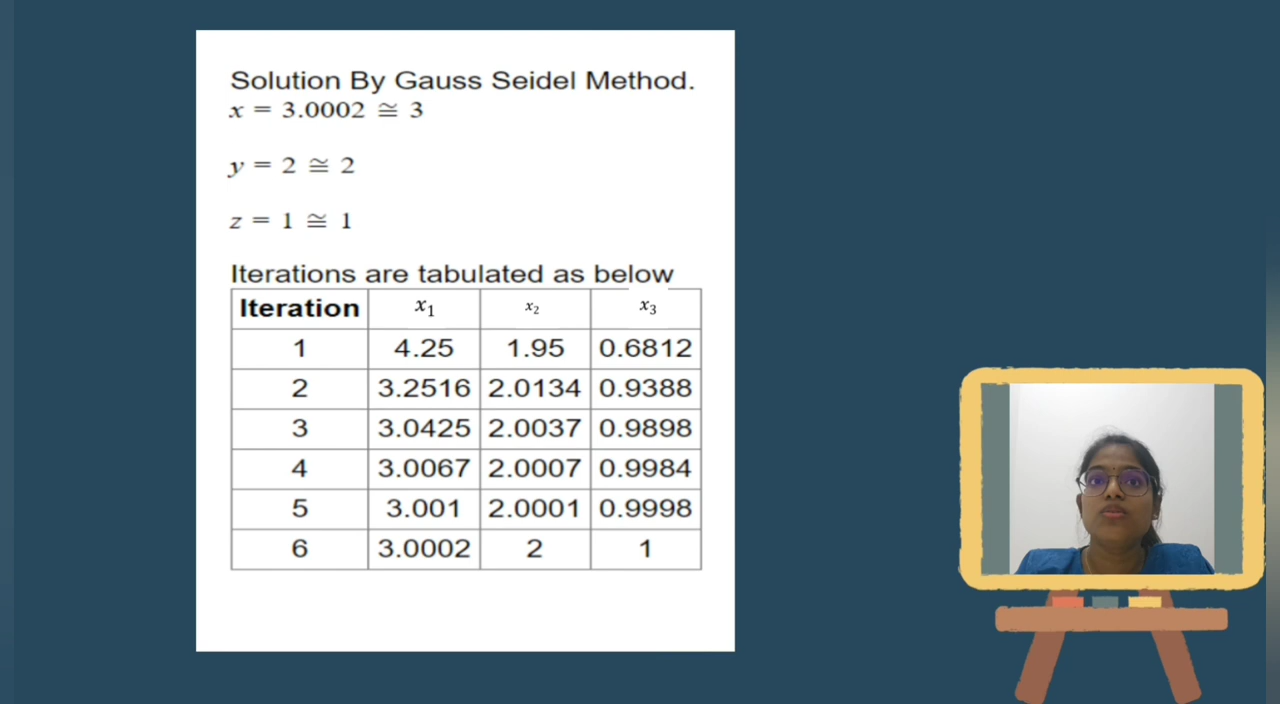 Solution By Gauss Seidel Method.
x = 3.0002 ≅ 3
y = 2 ≅ 2
z = 1 ≅ 1
Iterations are tabulated as below
Iteration x₁ x₂ x₃
1 4.25 1.95 0.6812
2 3.2516 2.0134 0.9388
3 3.0425 2.0037 0.9898
4 3.0067 2.0007 0.9984
5 3.001 2.0001 0.9998
6 3.0002 2 1